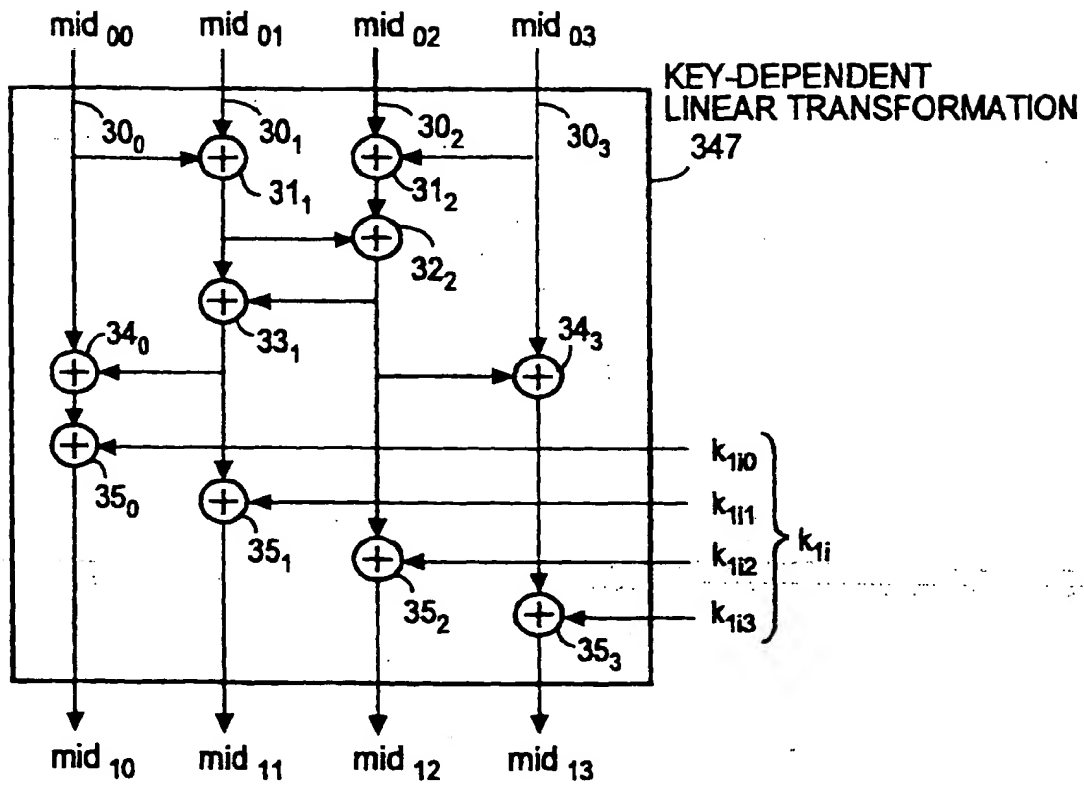 mid 00 mid 01 mid 02 mid 03
KEY-DEPENDENT
LINEAR TRANSFORMATION
347
30₀ 30₁ 30₂ 30₃
31₁ 31₂
32₂
33₁
34₀ 34₃
35₀ k1i0
35₁ k1i1
k1i
35₂ k1i2
35₃ k1i3
mid 10 mid 11 mid 12 mid 13